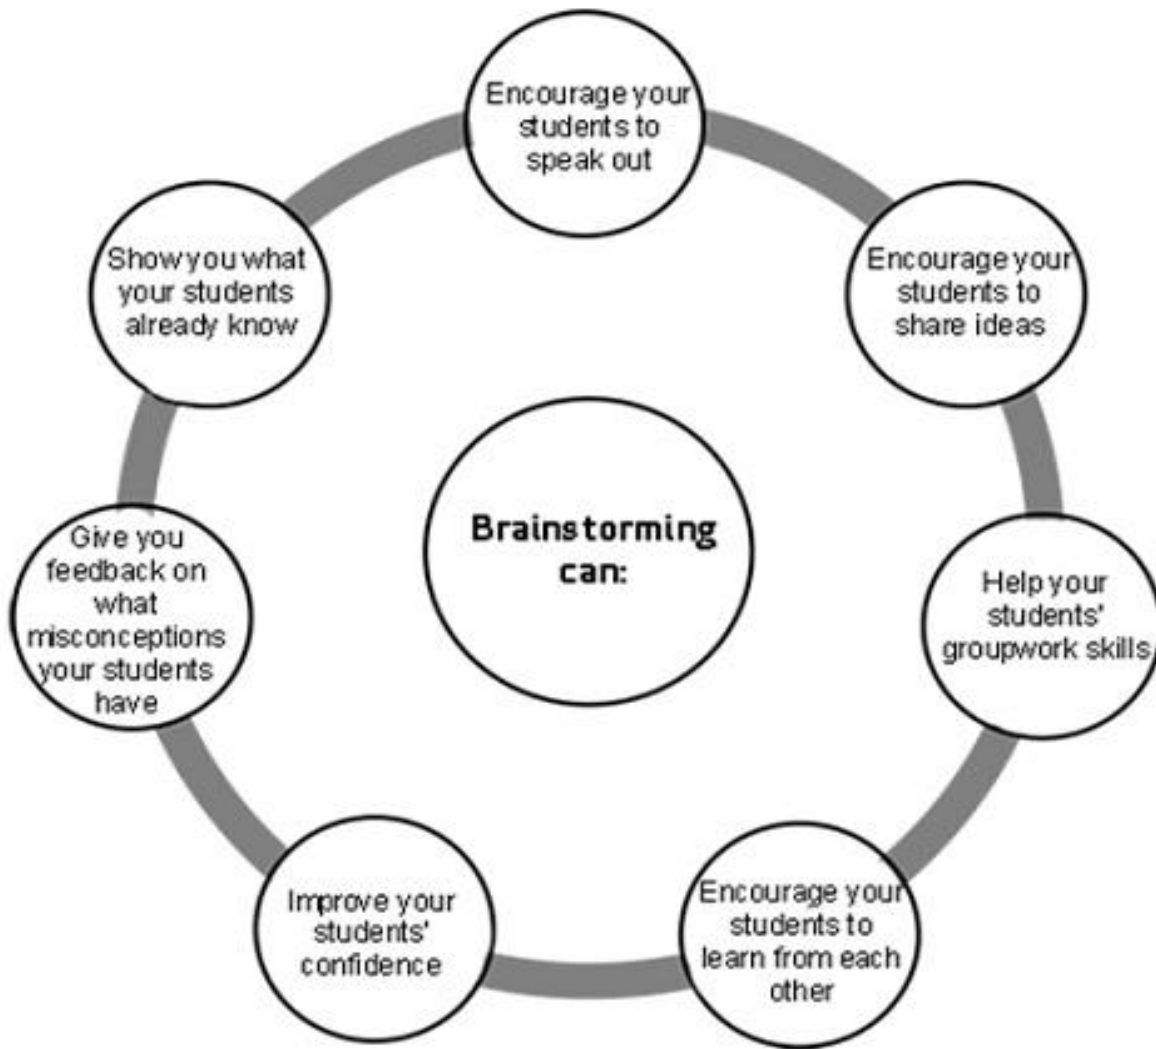 Brainstorming
can:
Encourage your
students to
speak out
Encourage your
students to
share ideas
Help your
students'
groupwork skills
Encourage your
students to
learn from each
other
Improve your
students'
confidence
Give you
feedback on
what
misconceptions
your students
have
Show you what
your students
already know